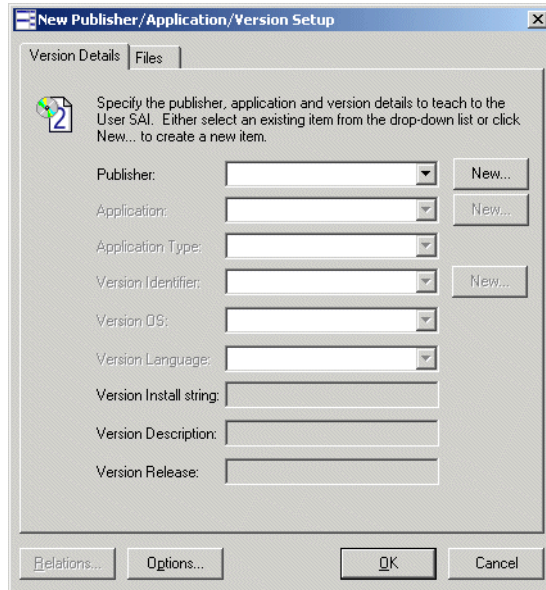 New Publisher/Application/Version Setup
Version Details Files
2
Specify the publisher, application and version details to teach to the
User SAI. Either select an existing item from the drop-down list or click
New... to create a new item.
Publisher: New...
Application: New...
Application Type:
Version Identifier: New...
Version OS:
Version Language:
Version Install string:
Version Description:
Version Release:
Relations... Options... OK Cancel